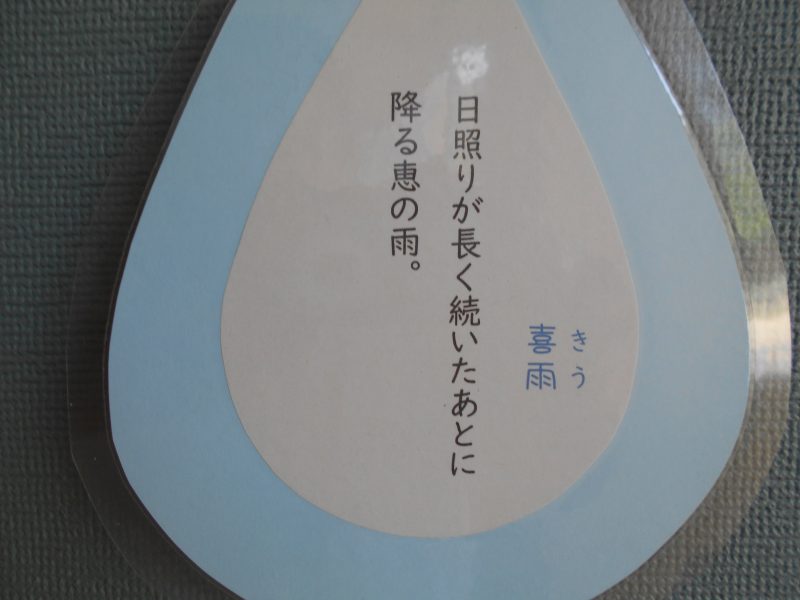 きう
喜雨
日照りが長く続いたあとに
降る恵の雨。